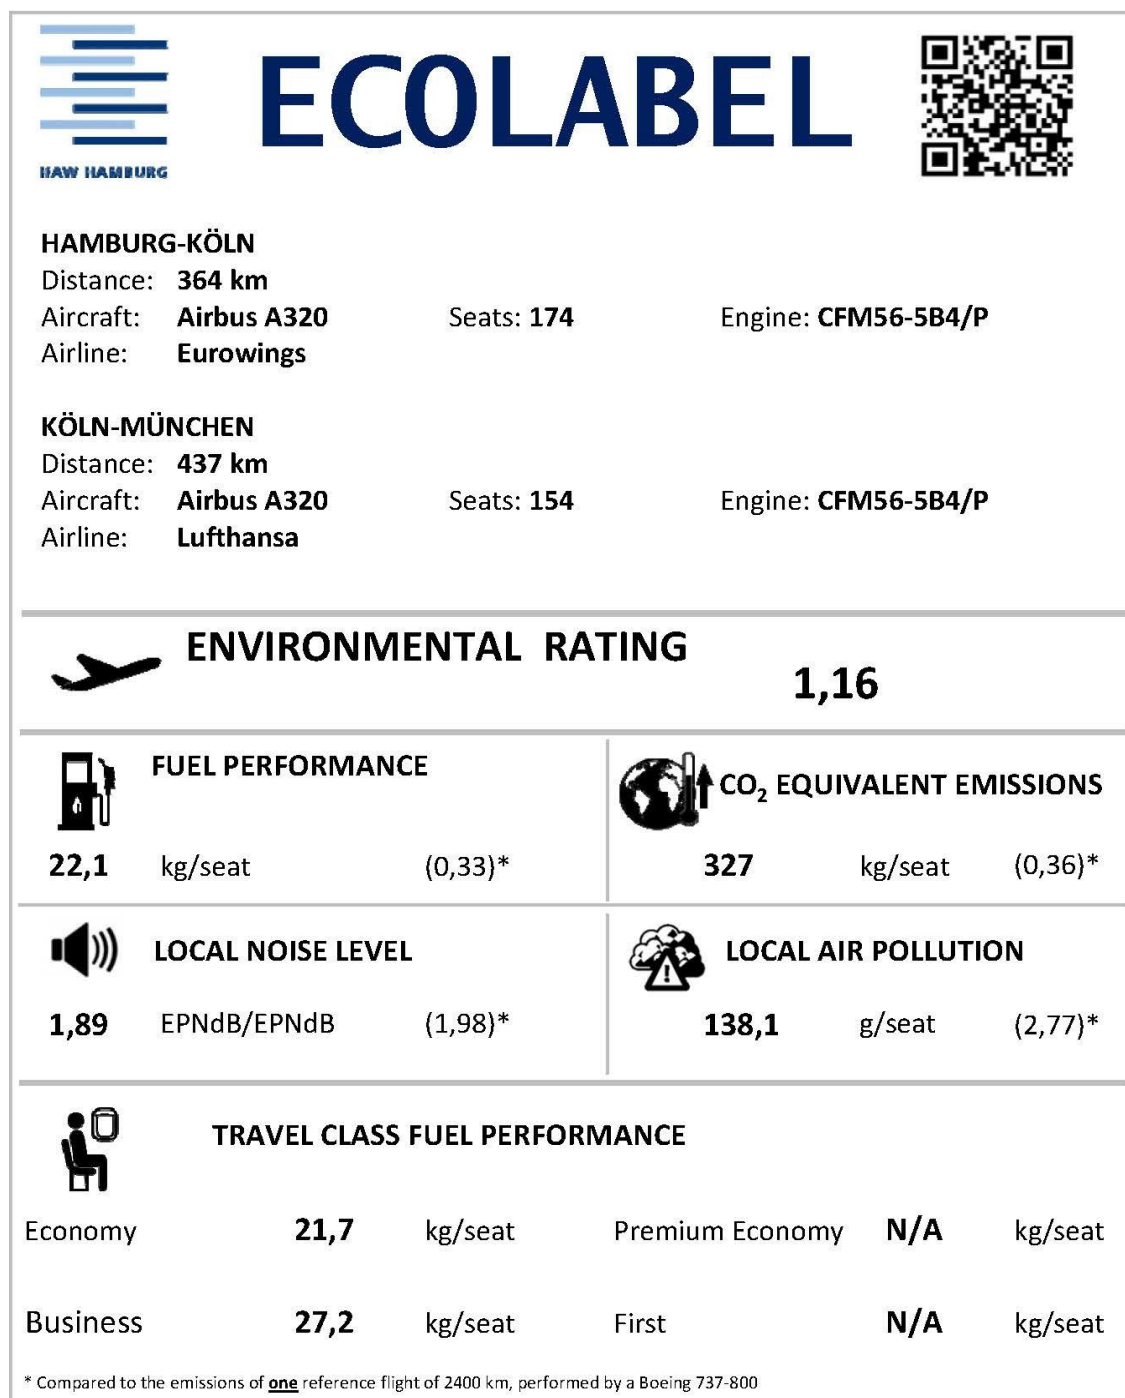 HAW HAMBURG
ECOLABEL
HAMBURG-KÖLN
Distance: 364 km
Aircraft: Airbus A320 Seats: 174 Engine: CFM56-5B4/P
Airline: Eurowings
KÖLN-MÜNCHEN
Distance: 437 km
Aircraft: Airbus A320 Seats: 154 Engine: CFM56-5B4/P
Airline: Lufthansa
ENVIRONMENTAL RATING
1,16
FUEL PERFORMANCE
22,1 kg/seat (0,33)*
CO₂ EQUIVALENT EMISSIONS
327 kg/seat (0,36)*
LOCAL NOISE LEVEL
1,89 EPNdB/EPNdB (1,98)*
LOCAL AIR POLLUTION
138,1 g/seat (2,77)*
TRAVEL CLASS FUEL PERFORMANCE
Economy 21,7 kg/seat Premium Economy N/A kg/seat
Business 27,2 kg/seat First N/A kg/seat
* Compared to the emissions of one reference flight of 2400 km, performed by a Boeing 737-800